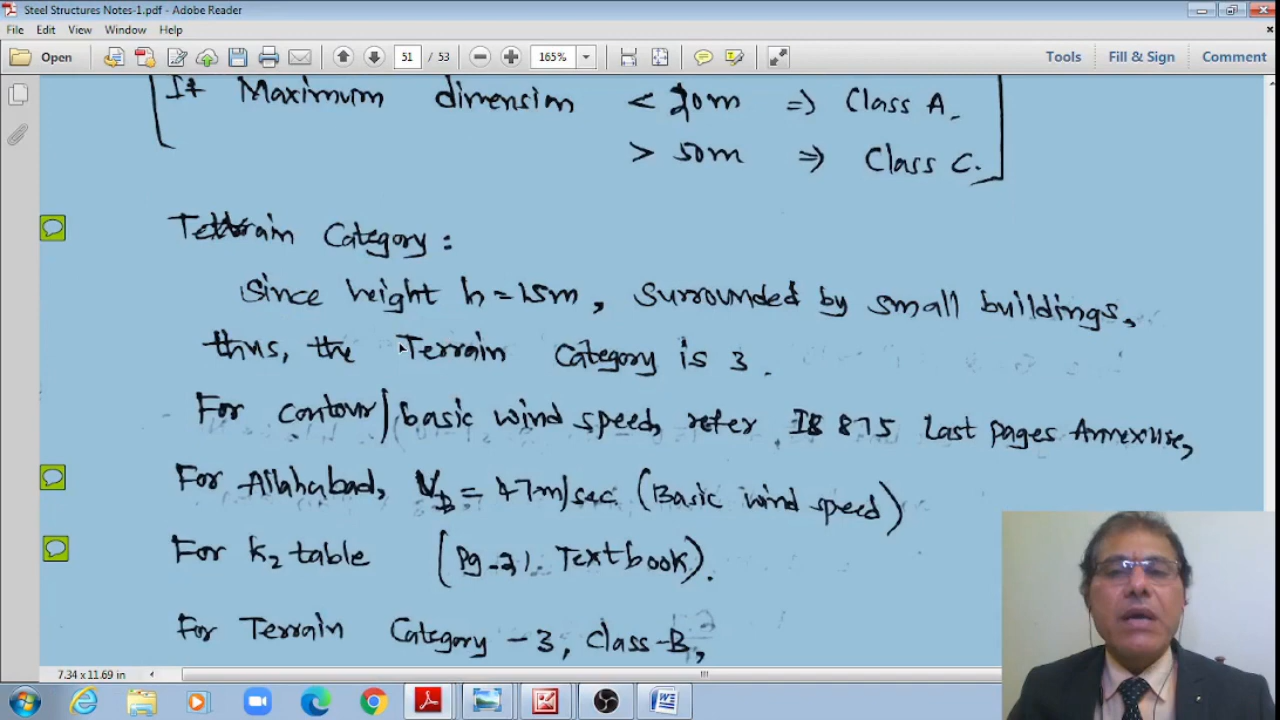 Steel Structures Notes-1.pdf - Adobe Reader
File Edit View Window Help
Open 51 / 53 165% Tools Fill & Sign Comment
If Maximum dimension < 20m => Class A.
> 50m => Class C.
Terrain Category :
Since height h = 15m, surrounded by small buildings,
thus, the Terrain Category is 3.
For contour / basic wind speed, refer IS 875 Last pages Annexure,
For Allahabad, VB = 47m/sec (Basic wind speed)
For k2 table (Pg-21. Textbook).
For Terrain Category - 3, Class-B,
7.34 x 11.69 in